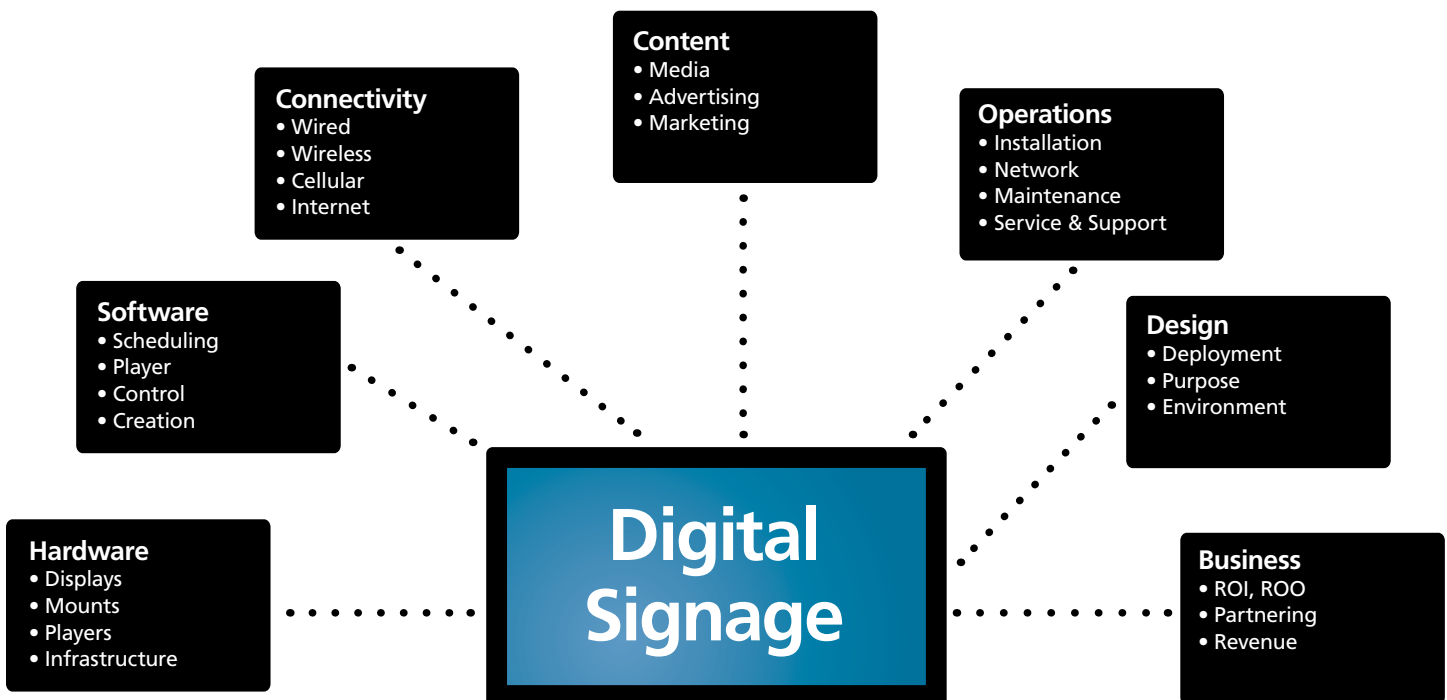 Content
• Media
• Advertising
• Marketing
Connectivity
• Wired
• Wireless
• Cellular
• Internet
Operations
• Installation
• Network
• Maintenance
• Service & Support
Software
• Scheduling
• Player
• Control
• Creation
Design
• Deployment
• Purpose
• Environment
Hardware
• Displays
• Mounts
• Players
• Infrastructure
Digital
Signage
Business
• ROI, ROO
• Partnering
• Revenue